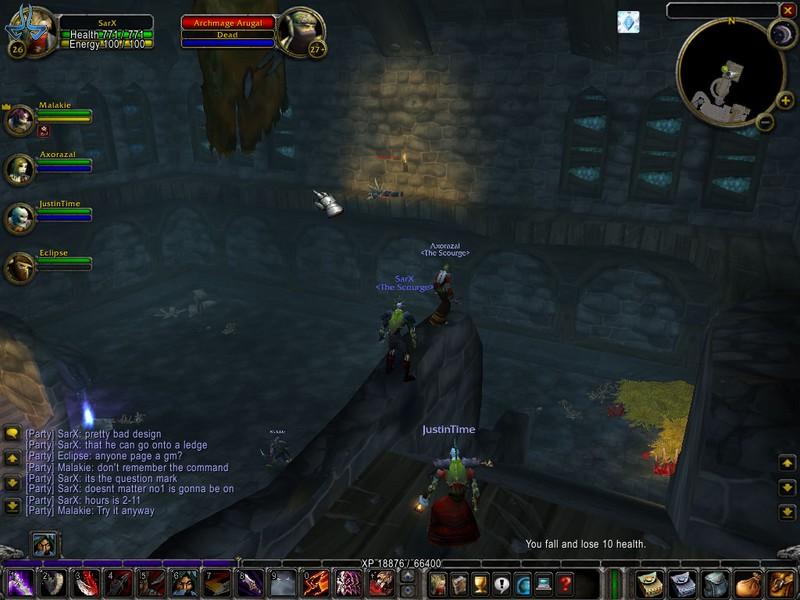 SarX
Health 771 / 771
Energy 100 / 100
26
Archmage Arugal
Dead
27+
N
Malakie
Axorazal
JustinTime
Eclipse
Axorazal
<The Scourge>
SarX
<The Scourge>
JustinTime
[Party] SarX: pretty bad design
[Party] SarX: that he can go onto a ledge
[Party] Eclipse: anyone page a gm?
[Party] Malakie: don't remember the command
[Party] SarX: its the question mark
[Party] SarX: doesnt matter no1 is gonna be on
[Party] SarX: hours is 2-11
[Party] Malakie: Try it anyway
You fall and lose 10 health.
XP 18876 / 66400